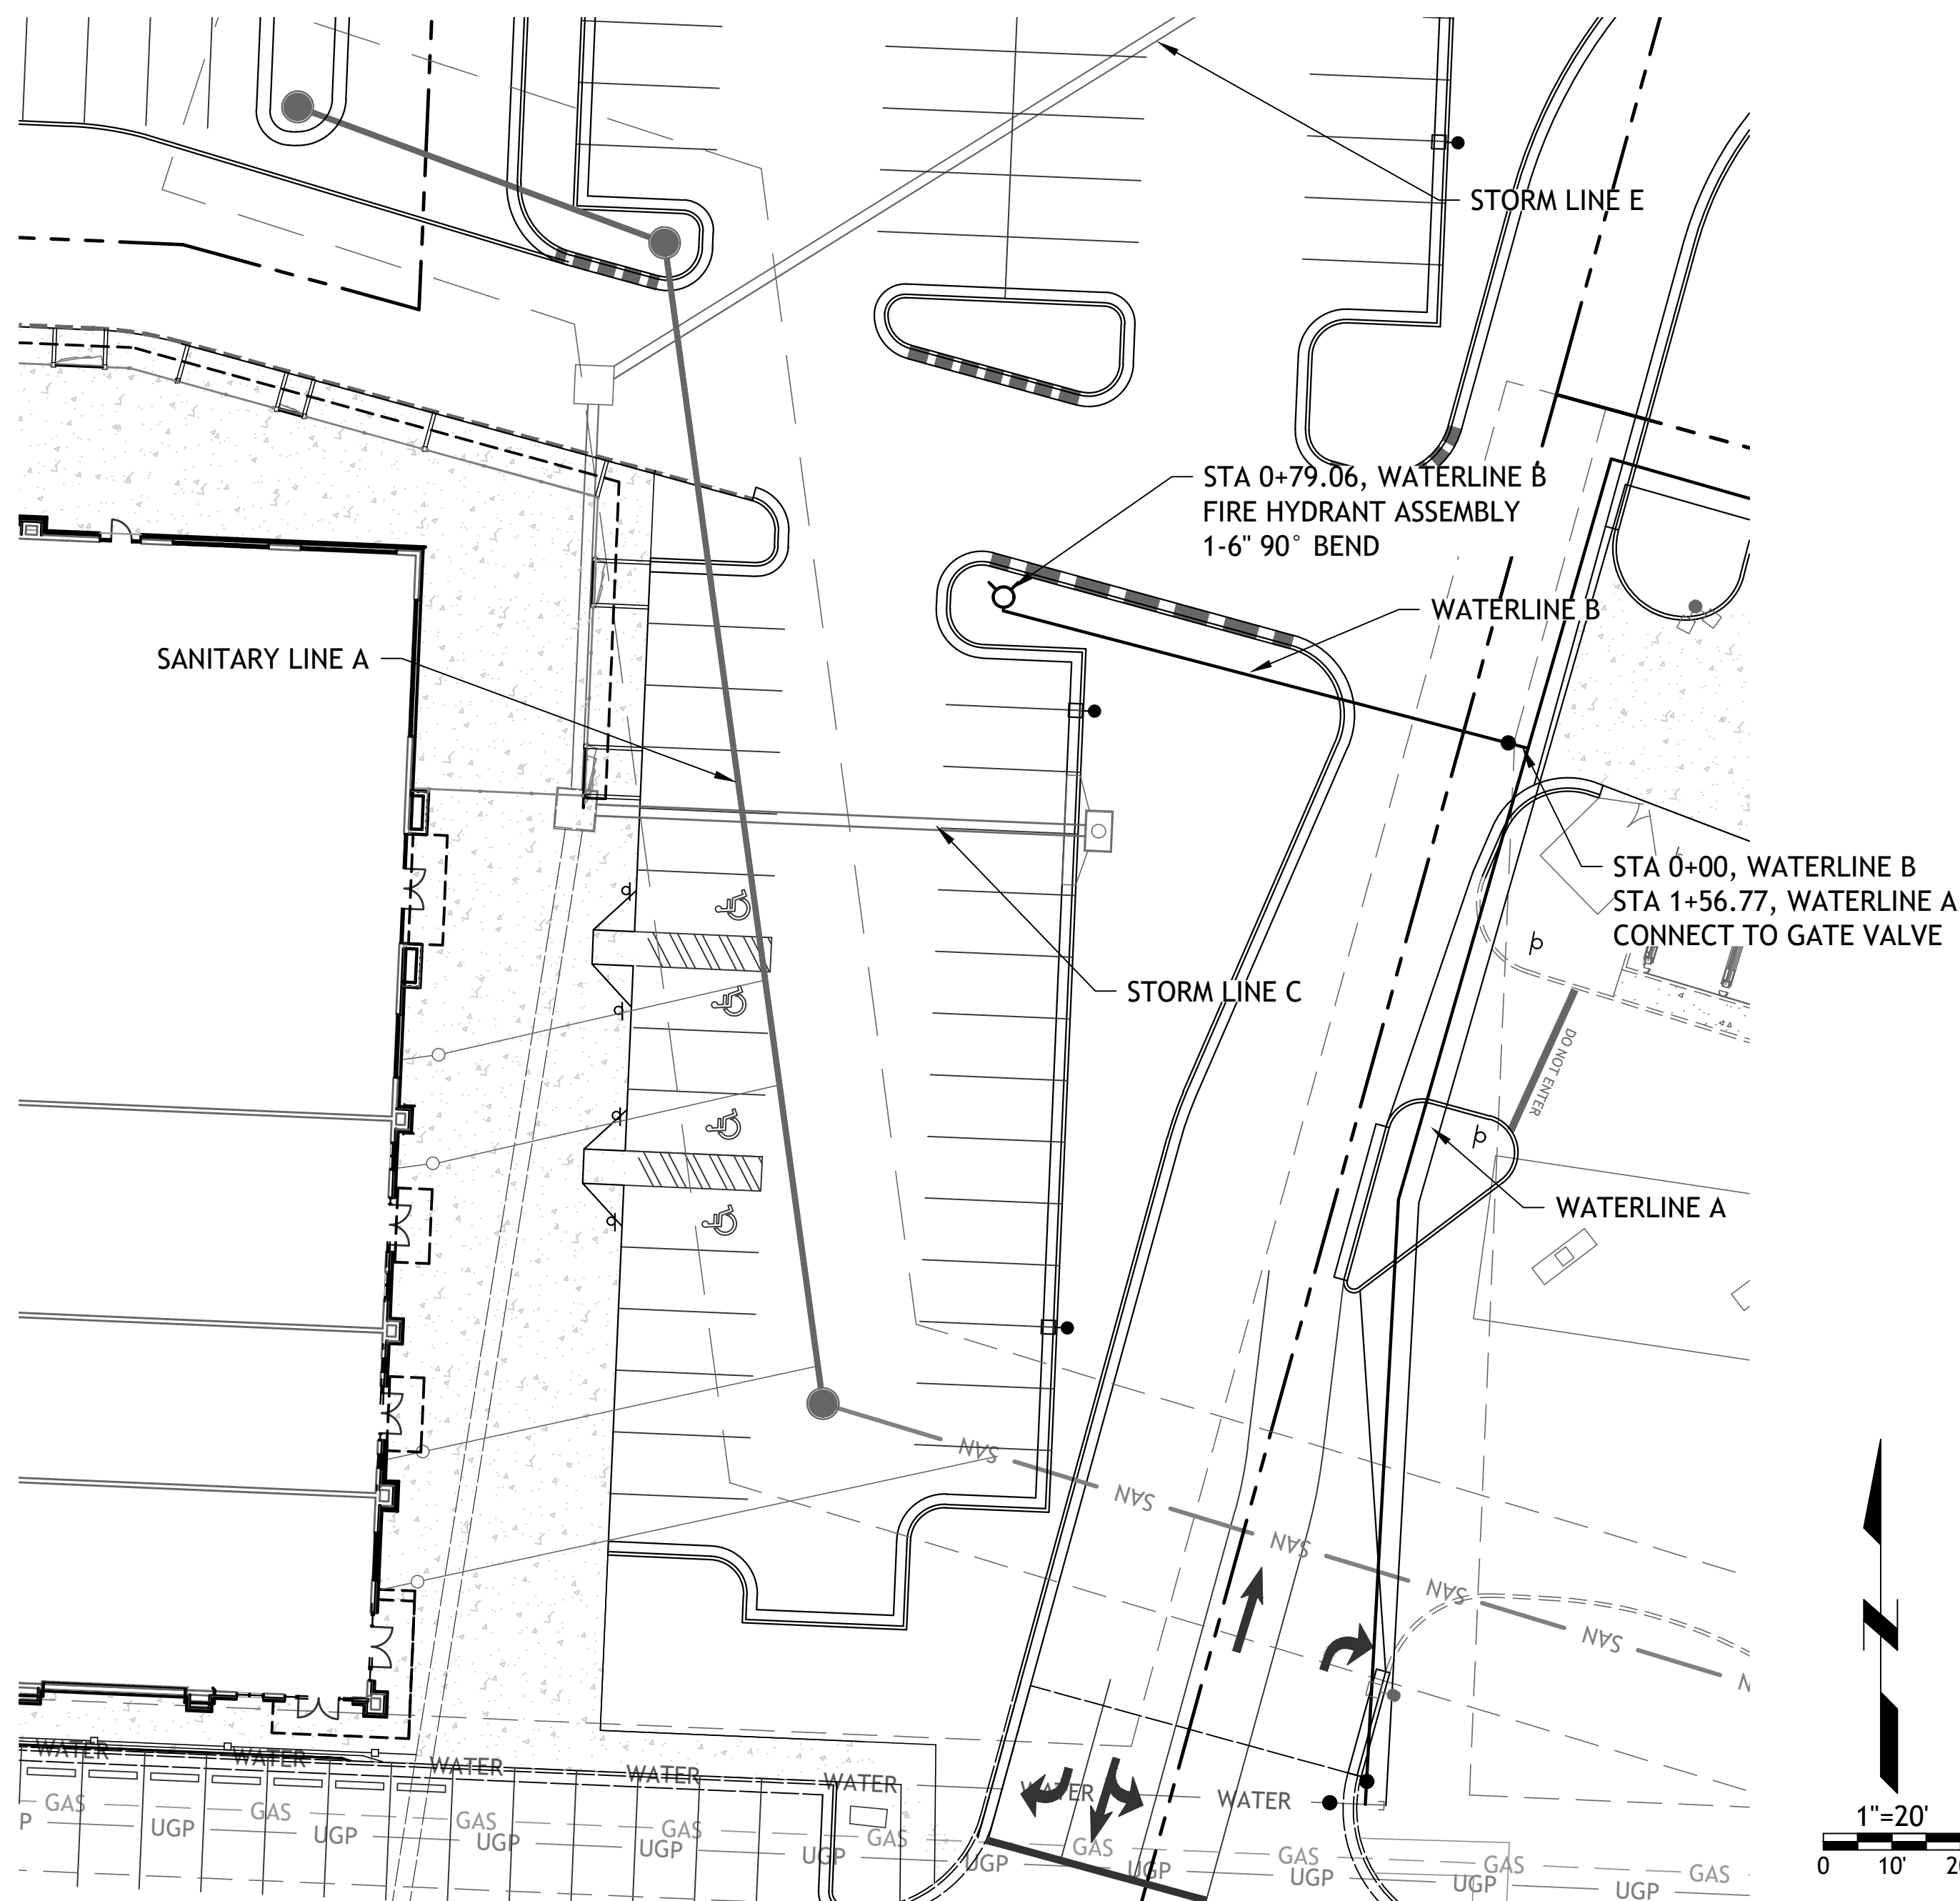 STORM LINE E
STA 0+79.06, WATERLINE B
FIRE HYDRANT ASSEMBLY
1-6" 90° BEND
WATERLINE B
SANITARY LINE A
STA 0+00, WATERLINE B
STA 1+56.77, WATERLINE A
CONNECT TO GATE VALVE
STORM LINE C
DO NOT ENTER
WATERLINE A
SAN
SAN
SAN
SAN
SAN
N
WATER
WATER
WATER
WATER
WATER
WATER
WATER
GAS
GAS
GAS
GAS
GAS
GAS
GAS
GAS
GAS
P
UGP
UGP
UGP
UGP
UGP
UGP
UGP
UGP
UGP
UGP
1"=20'
0
10'
2